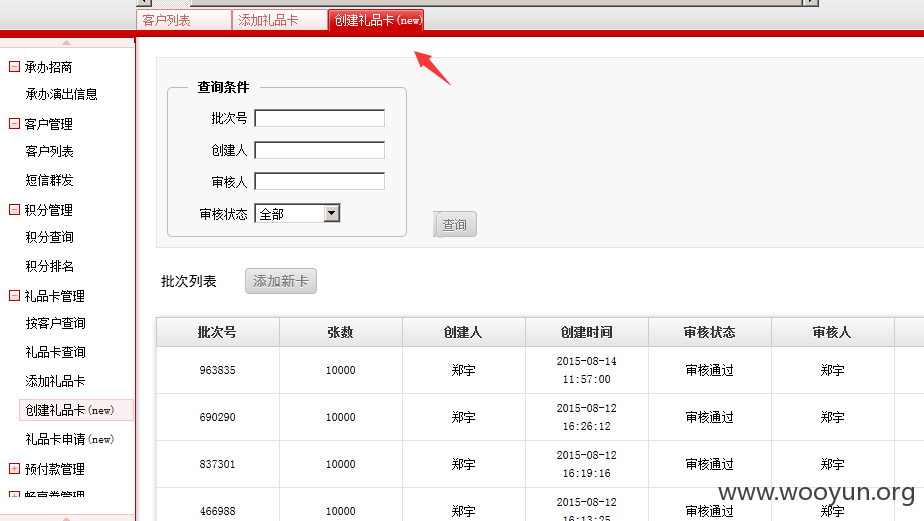 客户列表 添加礼品卡 创建礼品卡(new)
承办招商
承办演出信息
客户管理
客户列表
短信群发
积分管理
积分查询
积分排名
礼品卡管理
按客户查询
礼品卡查询
添加礼品卡
创建礼品卡(new)
礼品卡申请(new)
预付款管理
畅享券管理
查询条件
批次号
创建人
审核人
审核状态 全部
查询
批次列表 添加新卡
批次号 张数 创建人 创建时间 审核状态 审核人
963835 10000 郑宇 2015-08-14 11:57:00 审核通过 郑宇
690290 10000 郑宇 2015-08-12 16:26:12 审核通过 郑宇
837301 10000 郑宇 2015-08-12 16:19:16 审核通过 郑宇
466988 10000 郑宇 2015-08-12 16:13:25 审核通过 郑宇
www.wooyun.org